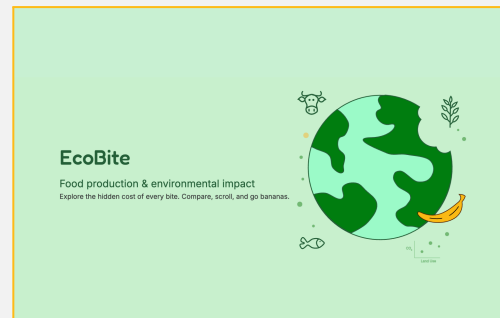 EcoBite
Food production & environmental impact
Explore the hidden cost of every bite. Compare, scroll, and go bananas.